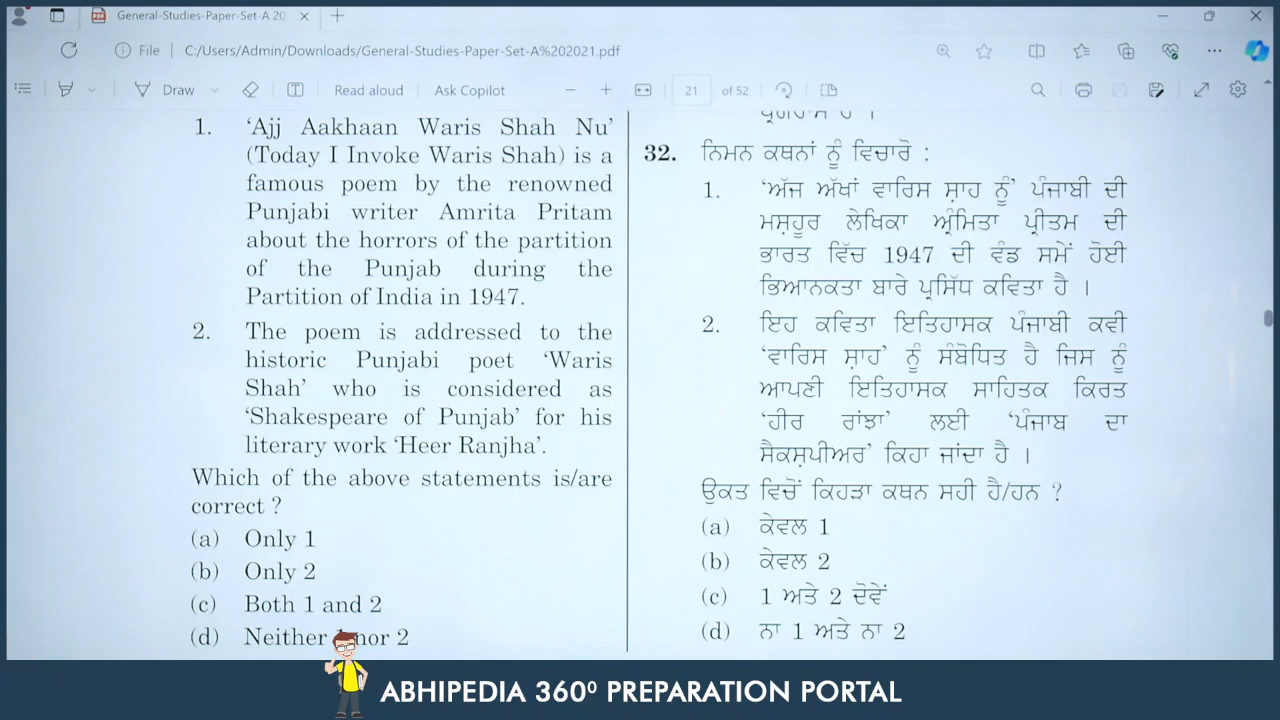 General-Studies-Paper-Set-A 20
File
C:/Users/Admin/Downloads/General-Studies-Paper-Set-A%202021.pdf
Draw
Read aloud
Ask Copilot
21
of 52
1. ‘Ajj Aakhaan Waris Shah Nu’
(Today I Invoke Waris Shah) is a
famous poem by the renowned
Punjabi writer Amrita Pritam
about the horrors of the partition
of the Punjab during the
Partition of India in 1947.
2. The poem is addressed to the
historic Punjabi poet ‘Waris
Shah’ who is considered as
‘Shakespeare of Punjab’ for his
literary work ‘Heer Ranjha’.
Which of the above statements is/are
correct ?
(a) Only 1
(b) Only 2
(c) Both 1 and 2
(d) Neither 1 nor 2
32. ਨਿਮਨ ਕਥਨਾਂ ਨੂੰ ਵਿਚਾਰੋ :
1. ‘ਅੱਜ ਅੱਖਾਂ ਵਾਰਿਸ ਸ਼ਾਹ ਨੂੰ’ ਪੰਜਾਬੀ ਦੀ
ਮਸ਼ਹੂਰ ਲੇਖਿਕਾ ਅੰਮ੍ਰਿਤਾ ਪ੍ਰੀਤਮ ਦੀ
ਭਾਰਤ ਵਿੱਚ 1947 ਦੀ ਵੰਡ ਸਮੇਂ ਹੋਈ
ਭਿਆਨਕਤਾ ਬਾਰੇ ਪ੍ਰਸਿੱਧ ਕਵਿਤਾ ਹੈ ।
2. ਇਹ ਕਵਿਤਾ ਇਤਿਹਾਸਕ ਪੰਜਾਬੀ ਕਵੀ
‘ਵਾਰਿਸ ਸ਼ਾਹ’ ਨੂੰ ਸੰਬੋਧਿਤ ਹੈ ਜਿਸ ਨੂੰ
ਆਪਣੀ ਇਤਿਹਾਸਕ ਸਾਹਿਤਕ ਕਿਰਤ
‘ਹੀਰ ਰਾਂਝਾ’ ਲਈ ‘ਪੰਜਾਬ ਦਾ
ਸੈਕਸ਼ਪੀਅਰ’ ਕਿਹਾ ਜਾਂਦਾ ਹੈ ।
ਉਕਤ ਵਿਚੋਂ ਕਿਹੜਾ ਕਥਨ ਸਹੀ ਹੈ/ਹਨ ?
(a) ਕੇਵਲ 1
(b) ਕੇਵਲ 2
(c) 1 ਅਤੇ 2 ਦੋਵੇਂ
(d) ਨਾ 1 ਅਤੇ ਨਾ 2
ABHIPEDIA 360⁰ PREPARATION PORTAL